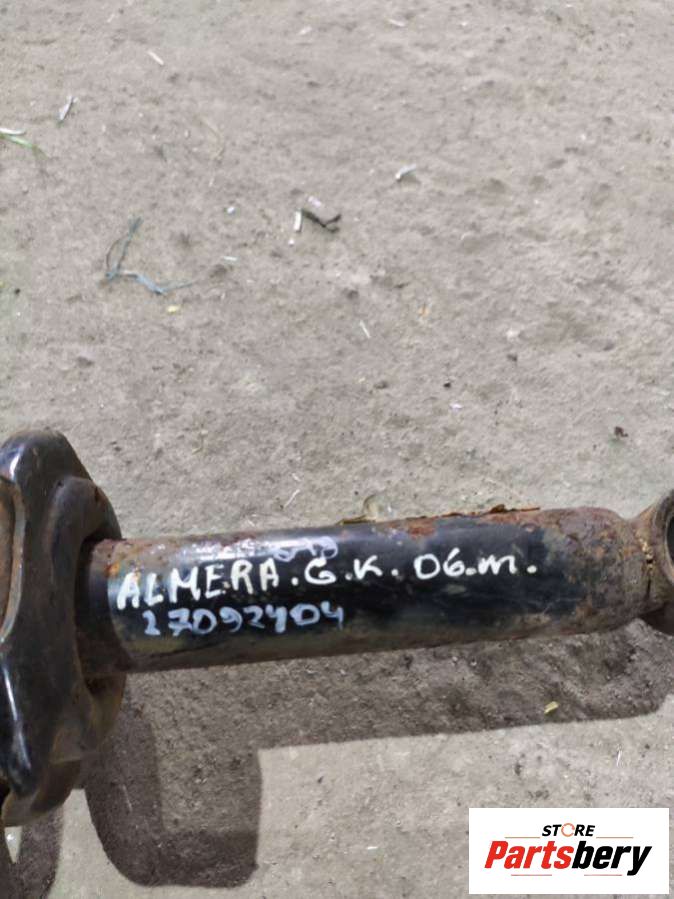 ALMERA.G.K.06.m.
27092404
STORE
Partsbery